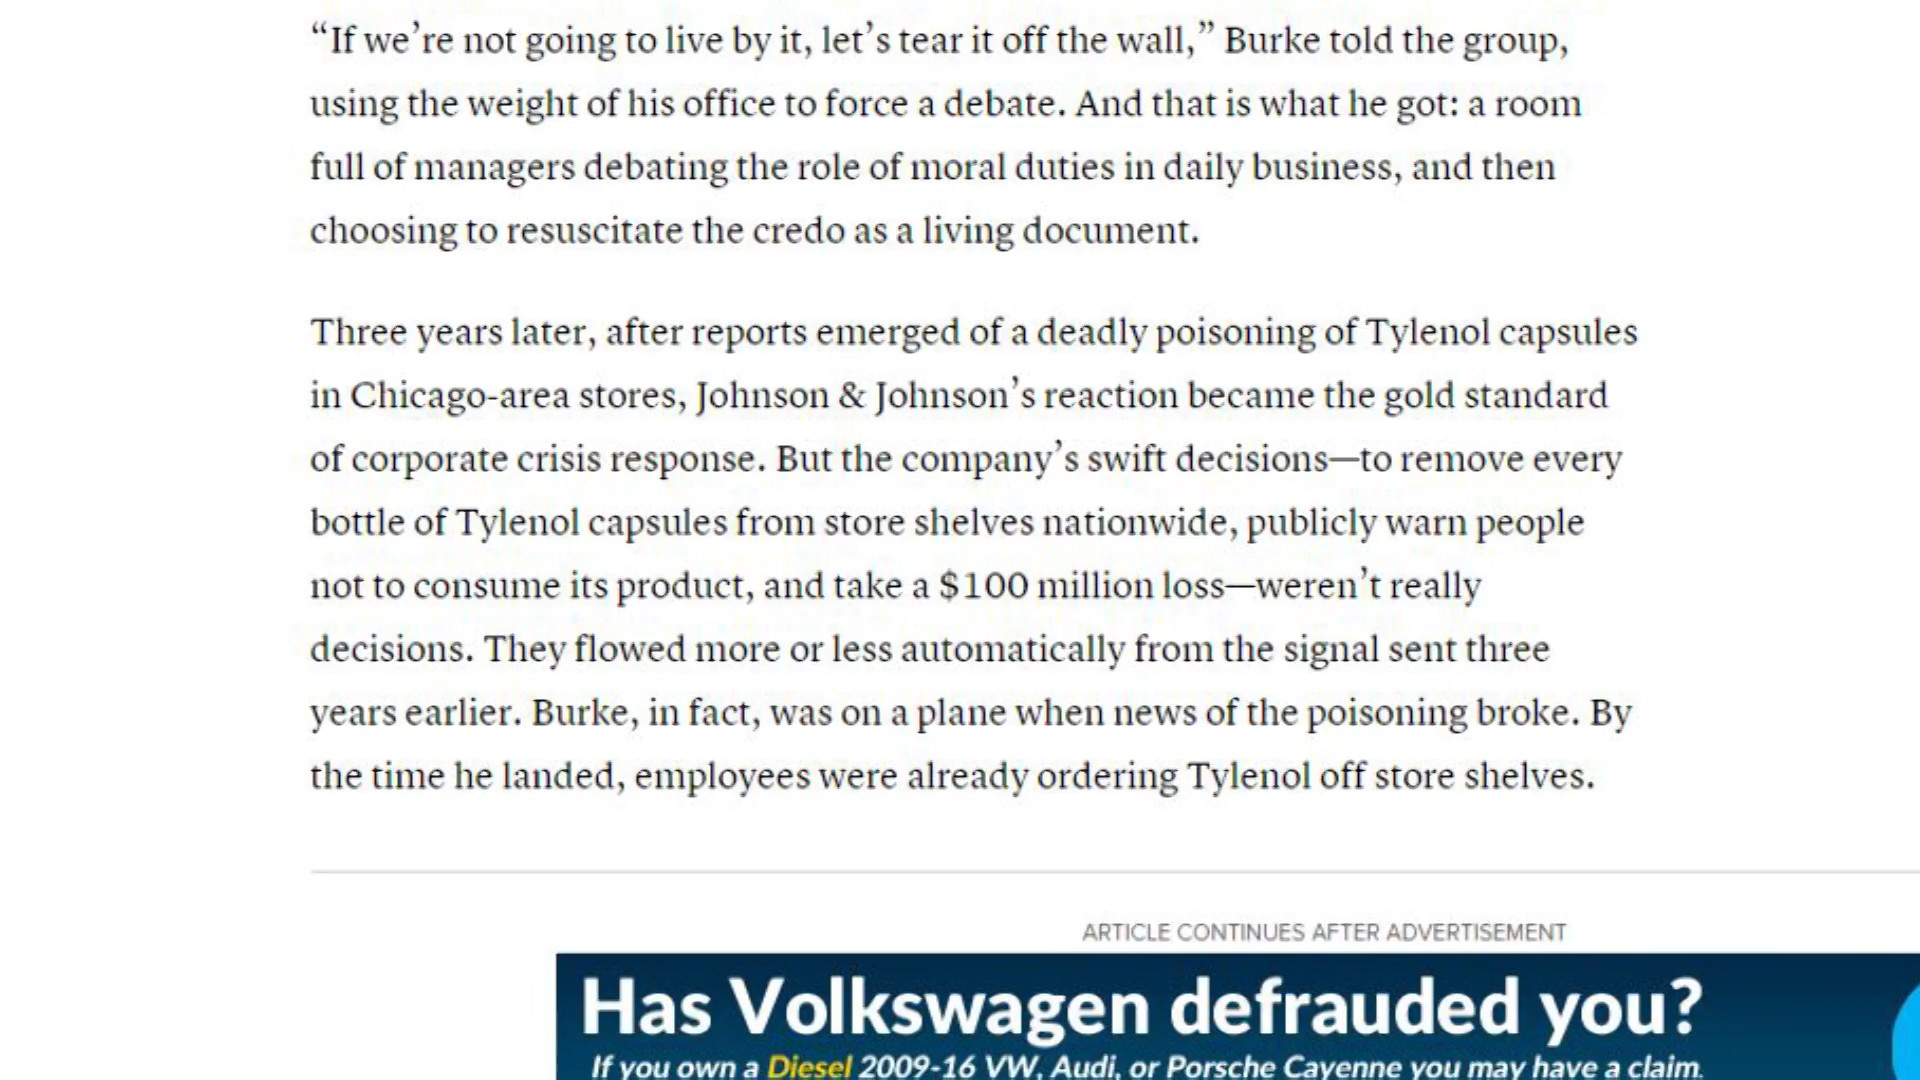 “If we’re not going to live by it, let’s tear it off the wall,” Burke told the group,
using the weight of his office to force a debate. And that is what he got: a room
full of managers debating the role of moral duties in daily business, and then
choosing to resuscitate the credo as a living document.
Three years later, after reports emerged of a deadly poisoning of Tylenol capsules
in Chicago-area stores, Johnson & Johnson’s reaction became the gold standard
of corporate crisis response. But the company’s swift decisions—to remove every
bottle of Tylenol capsules from store shelves nationwide, publicly warn people
not to consume its product, and take a $100 million loss—weren’t really
decisions. They flowed more or less automatically from the signal sent three
years earlier. Burke, in fact, was on a plane when news of the poisoning broke. By
the time he landed, employees were already ordering Tylenol off store shelves.
ARTICLE CONTINUES AFTER ADVERTISEMENT
Has Volkswagen defrauded you?
If you own a Diesel 2009-16 VW, Audi, or Porsche Cayenne you may have a claim.